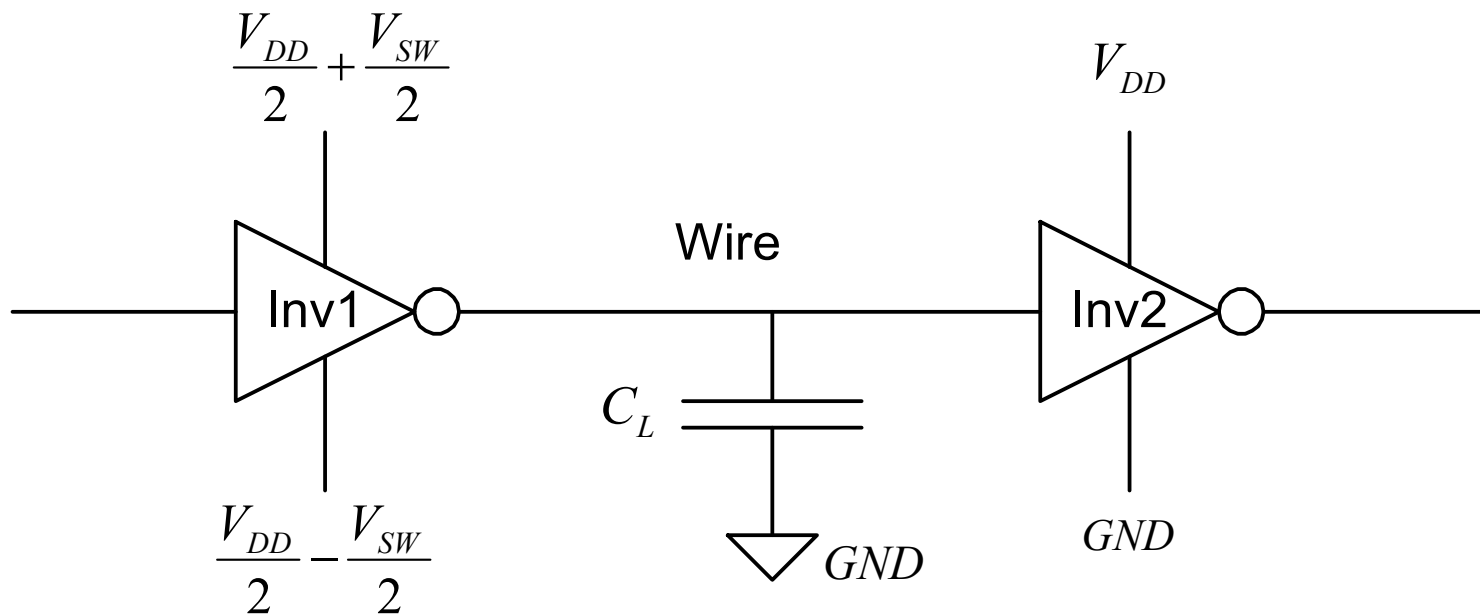 V_DD/2 + V_SW/2
V_DD
Wire
Inv1
Inv2
C_L
V_DD/2 − V_SW/2
GND
GND